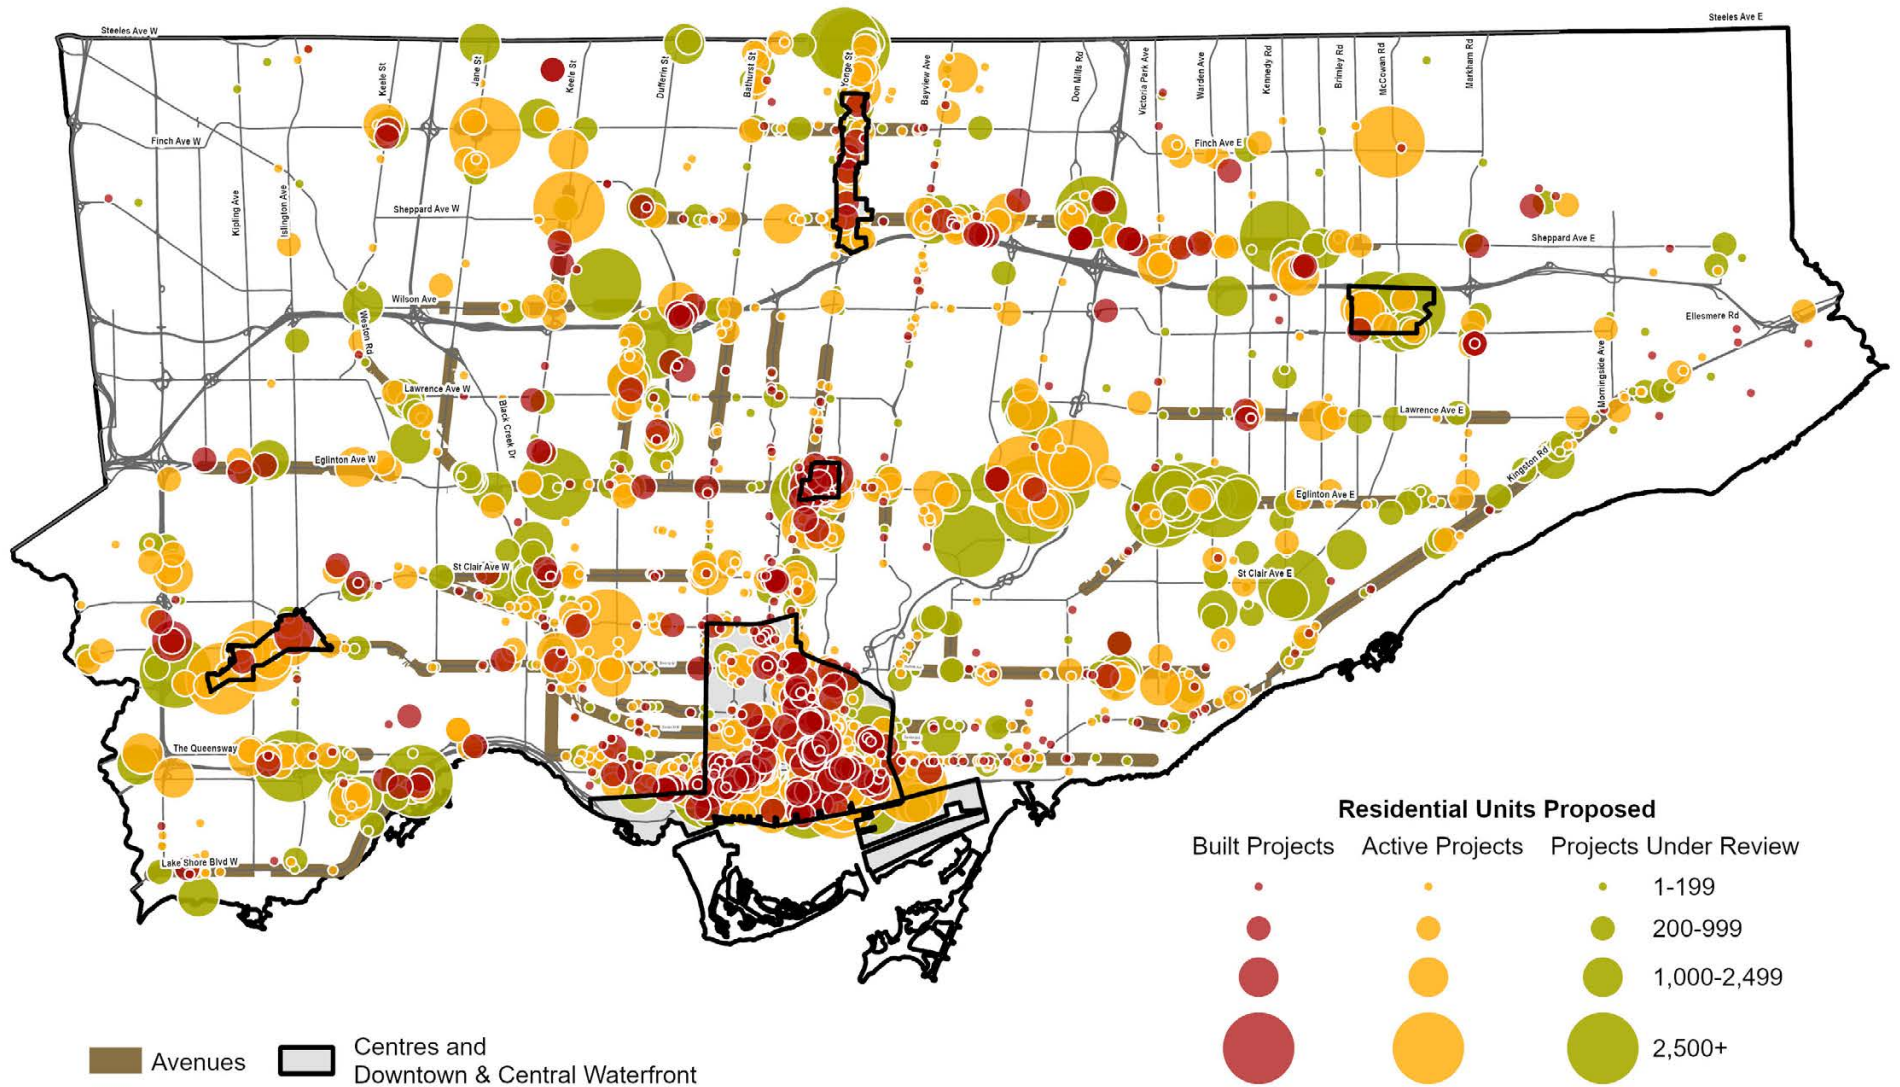 Steeles Ave W
Steeles Ave E
Keele St
Jane St
Keele St
Dufferin St
Bathurst St
Yonge St
Bayview Ave
Don Mills Rd
Victoria Park Ave
Warden Ave
Kennedy Rd
Brimley Rd
McCowan Rd
Markham Rd
Finch Ave W
Finch Ave E
Kipling Ave
Islington Ave
Sheppard Ave W
Sheppard Ave E
Wilson Ave
Ellesmere Rd
Weston Rd
Morningside Ave
Lawrence Ave W
Lawrence Ave E
Black Creek Dr
Eglinton Ave W
Kingston Rd
Eglinton Ave E
St Clair Ave W
St Clair Ave E
The Queensway
Lake Shore Blvd W
Residential Units Proposed
Built Projects Active Projects Projects Under Review
1-199
200-999
1,000-2,499
2,500+
Avenues
Centres and
Downtown & Central Waterfront